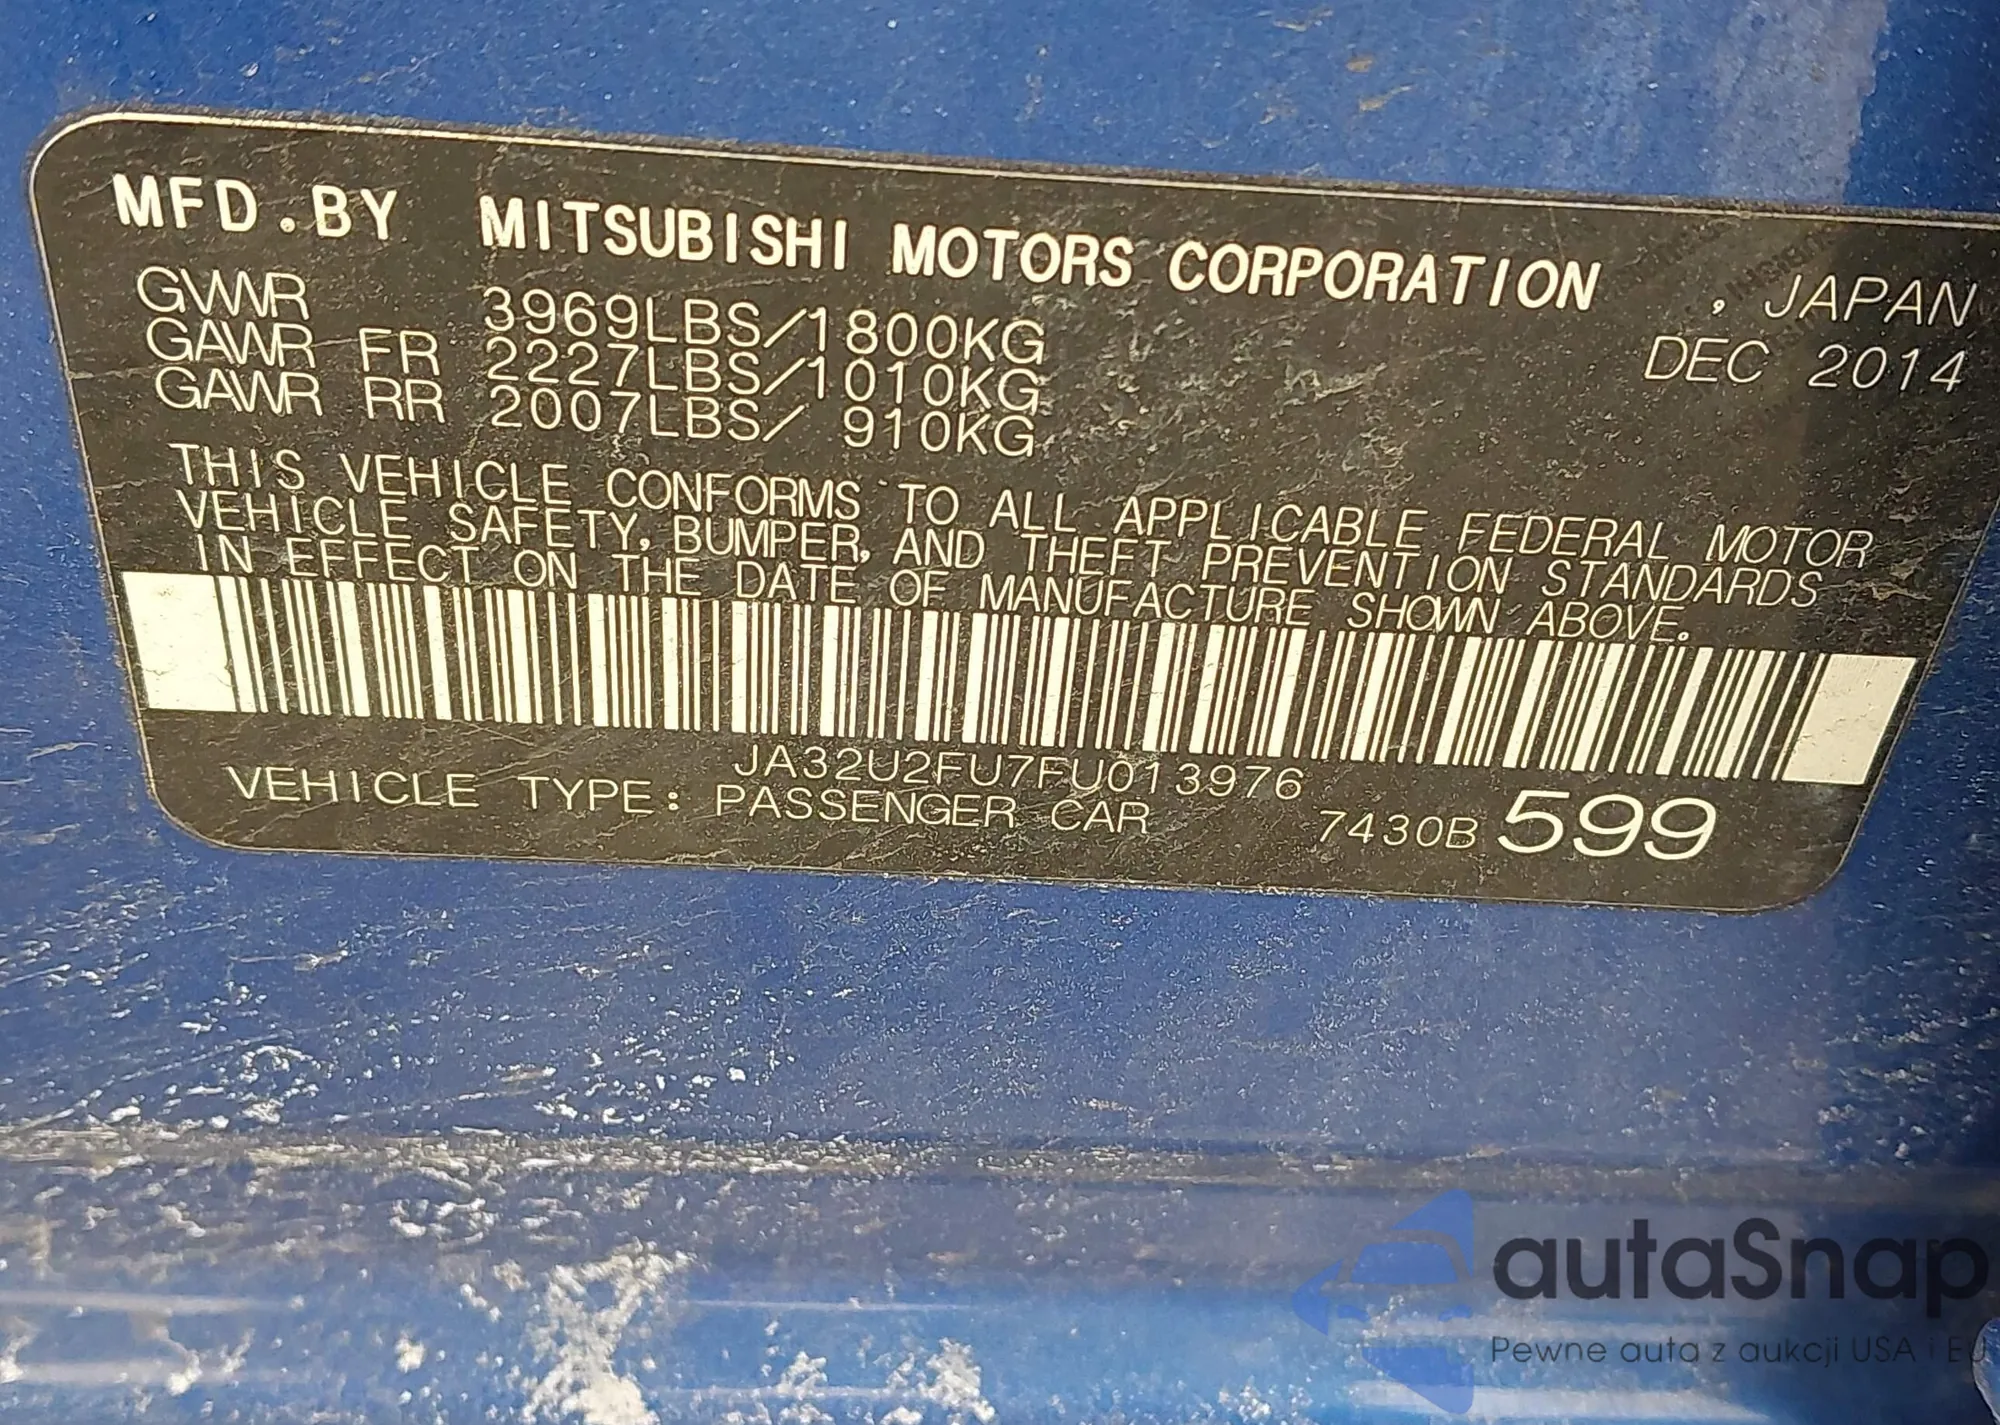 MFD.BY MITSUBISHI MOTORS CORPORATION , JAPAN
GVWR 3969LBS/1800KG DEC 2014
GAWR FR 2227LBS/1010KG
GAWR RR 2007LBS/ 910KG
THIS VEHICLE CONFORMS TO ALL APPLICABLE FEDERAL MOTOR
VEHICLE SAFETY, BUMPER, AND THEFT PREVENTION STANDARDS
IN EFFECT ON THE DATE OF MANUFACTURE SHOWN ABOVE.
JA32U2FU7FU013976
VEHICLE TYPE: PASSENGER CAR 7430B 599
autaSnap
Pewne auta z aukcji USA i EU